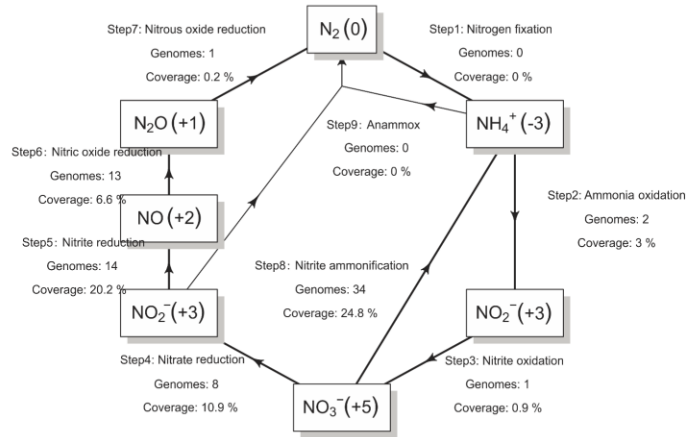 Step7: Nitrous oxide reduction
Genomes: 1
Coverage: 0.2 %
N₂(0)
Step1: Nitrogen fixation
Genomes: 0
Coverage: 0 %
N₂O(+1)
Step9: Anammox
Genomes: 0
Coverage: 0 %
NH₄⁺(-3)
Step6: Nitric oxide reduction
Genomes: 13
Coverage: 6.6 %
NO(+2)
Step2: Ammonia oxidation
Genomes: 2
Coverage: 3 %
Step5: Nitrite reduction
Genomes: 14
Coverage: 20.2 %
Step8: Nitrite ammonification
Genomes: 34
Coverage: 24.8 %
NO₂⁻(+3)
NO₂⁻(+3)
Step4: Nitrate reduction
Genomes: 8
Coverage: 10.9 %
NO₃⁻(+5)
Step3: Nitrite oxidation
Genomes: 1
Coverage: 0.9 %